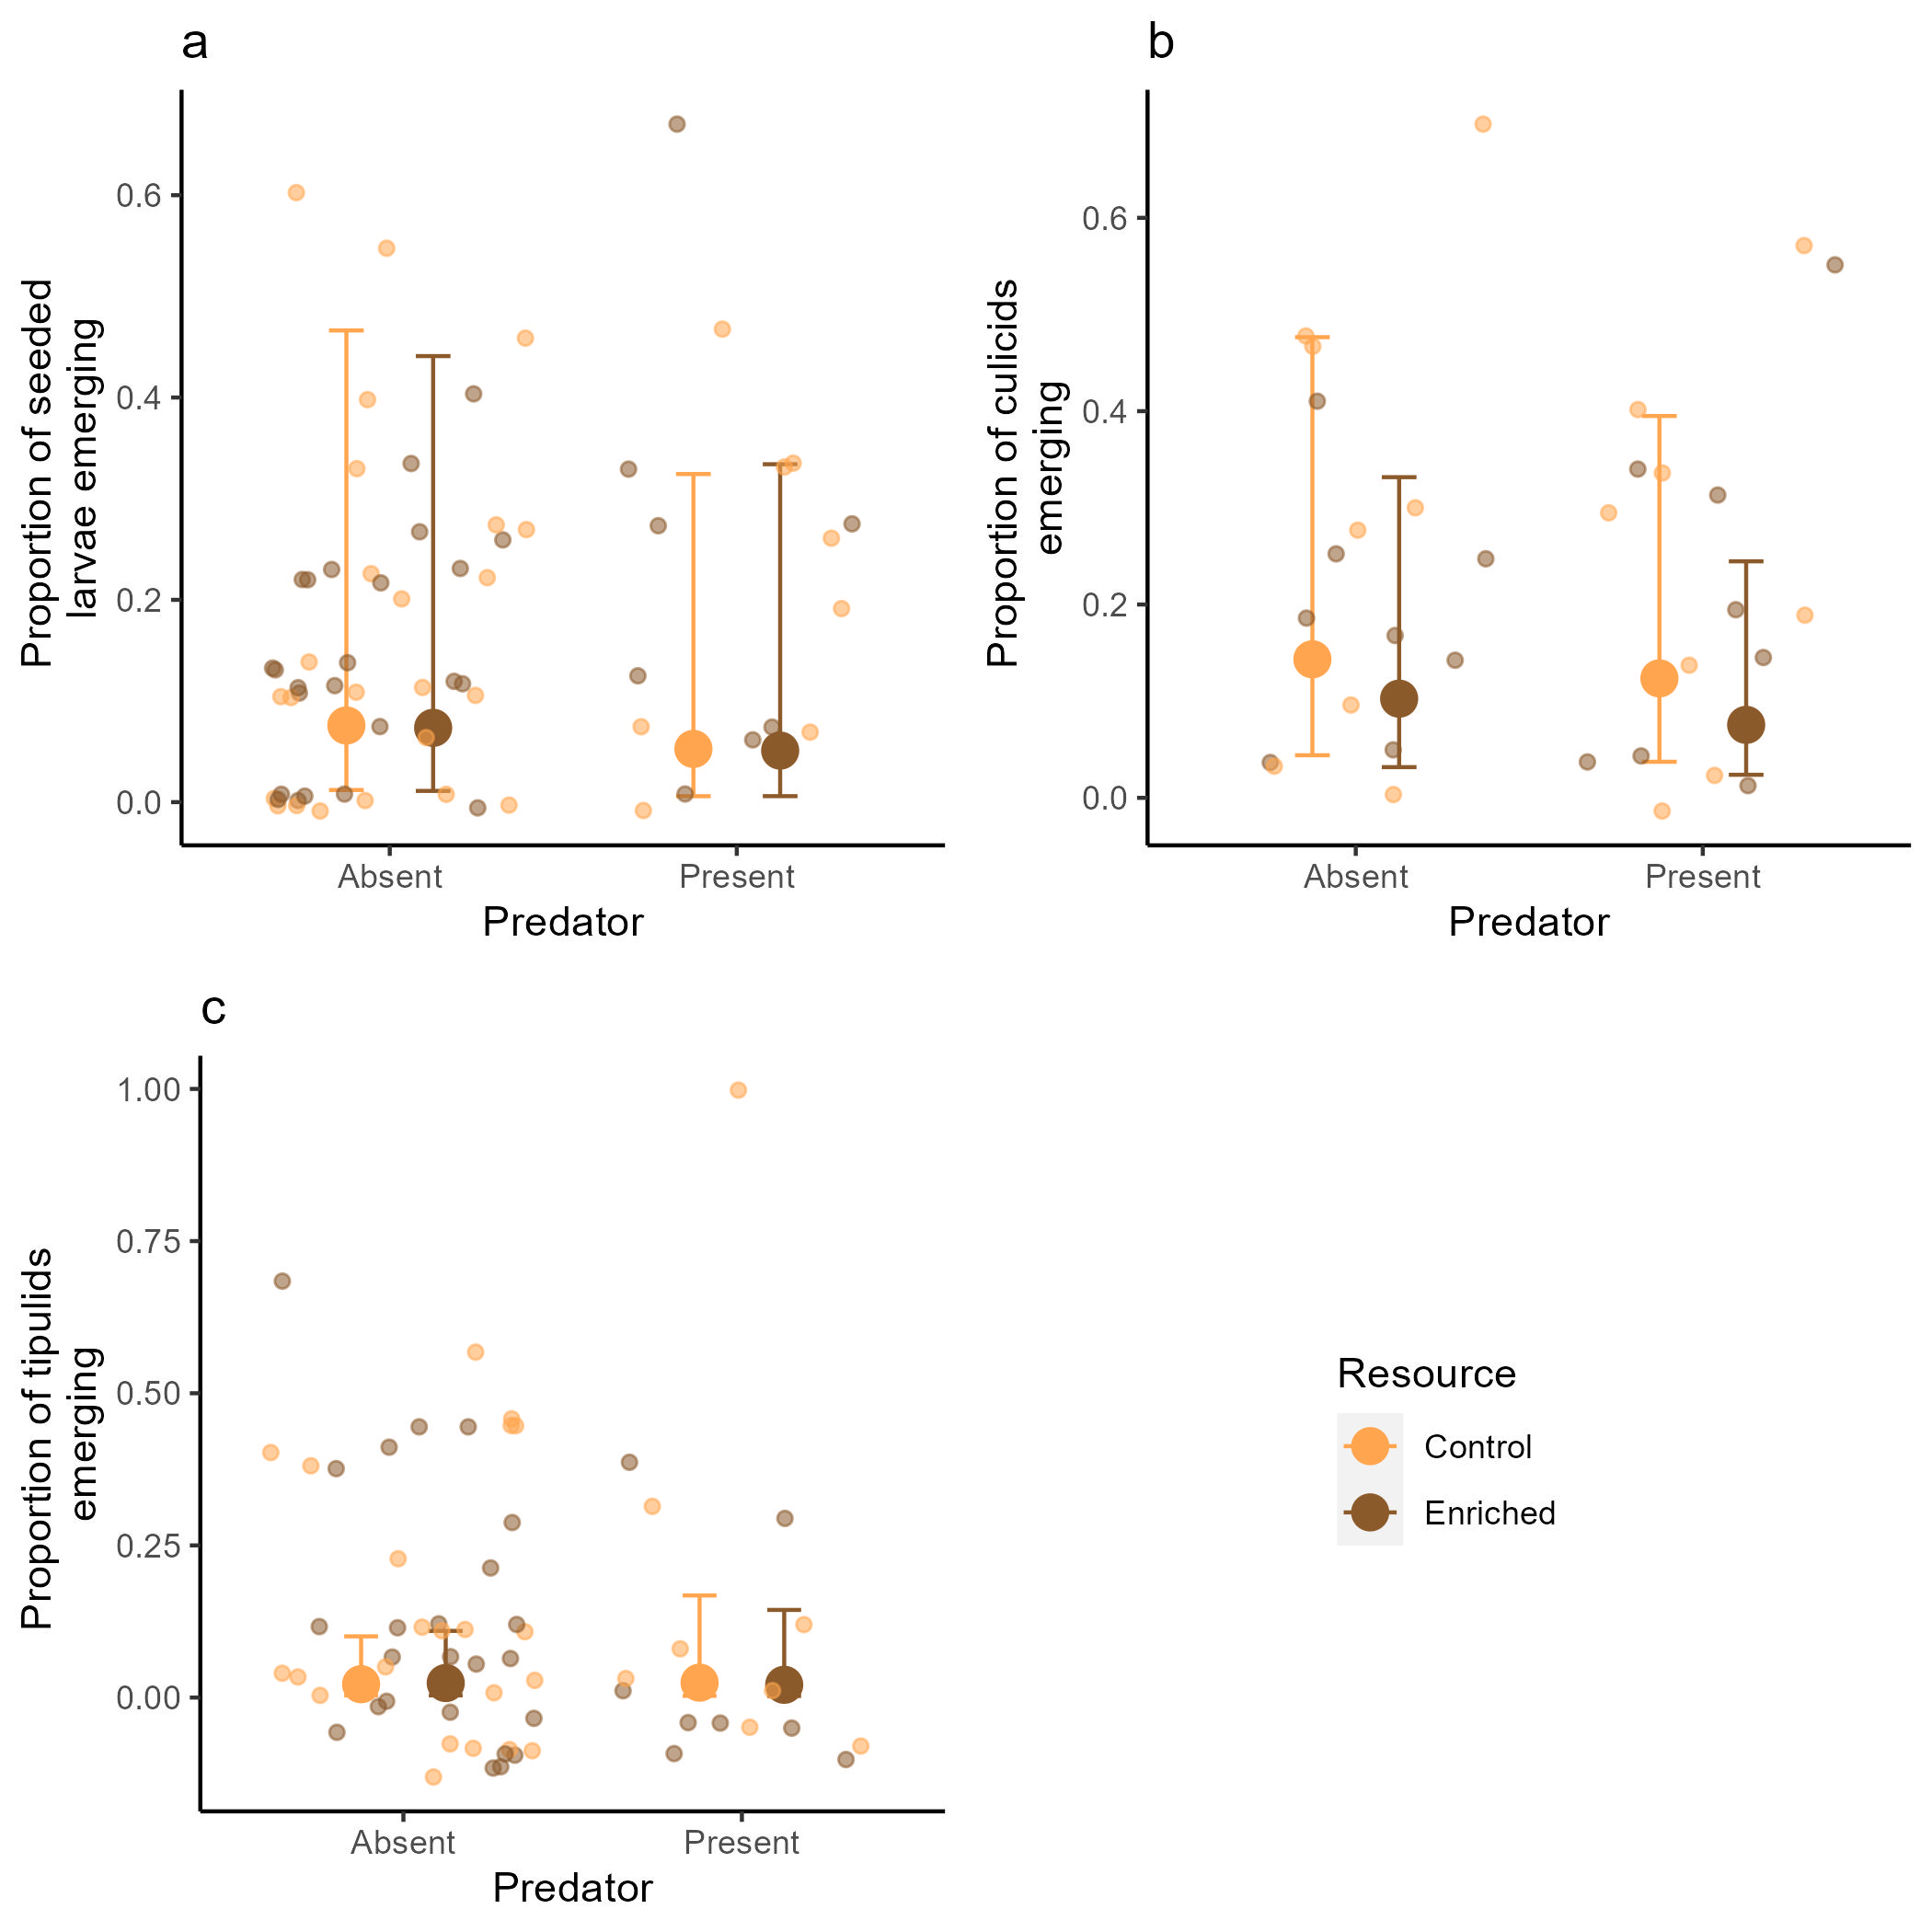 a
Proportion of seeded
larvae emerging
0.6
0.4
0.2
0.0
Absent
Present
Predator
b
Proportion of culicids
emerging
0.6
0.4
0.2
0.0
Absent
Present
Predator
c
Proportion of tipulids
emerging
1.00
0.75
0.50
0.25
0.00
Absent
Present
Predator
Resource
Control
Enriched